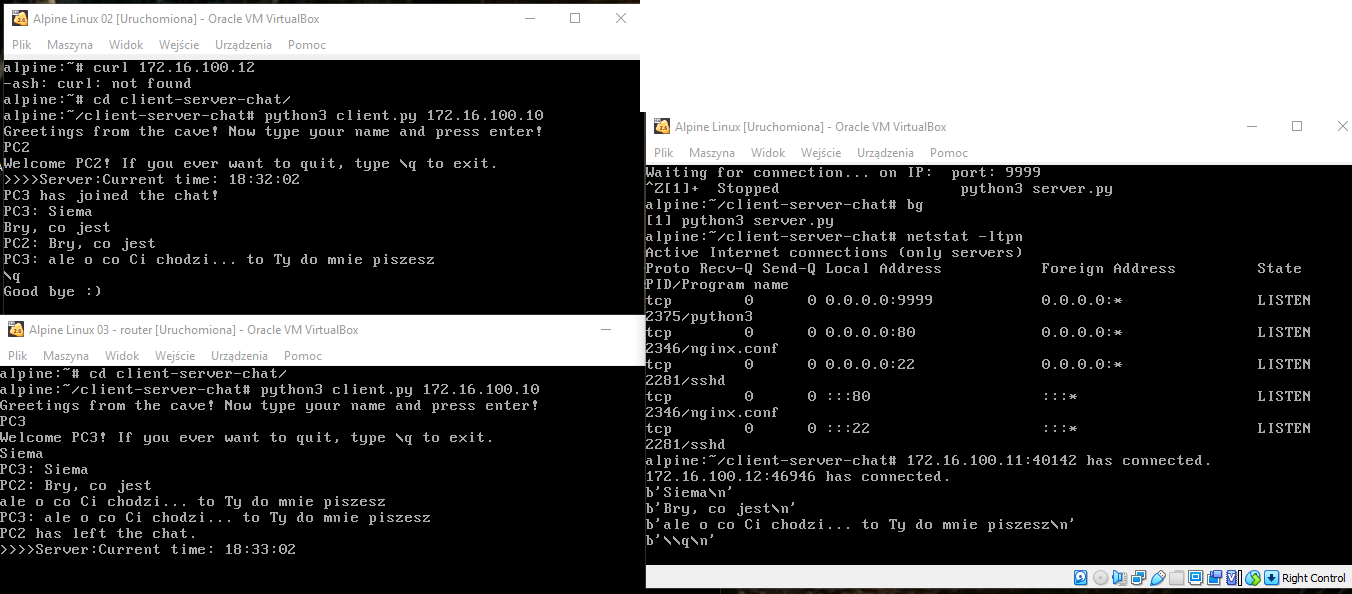 Alpine Linux 02 [Uruchomiona] - Oracle VM VirtualBox
Plik Maszyna Widok Wejście Urządzenia Pomoc
alpine:~# curl 172.16.100.12
-ash: curl: not found
alpine:~# cd client-server-chat/
alpine:~/client-server-chat# python3 client.py 172.16.100.10
Greetings from the cave! Now type your name and press enter!
PC2
Welcome PC2! If you ever want to quit, type \q to exit.
>>>>Server:Current time: 18:32:02
PC3 has joined the chat!
PC3: Siema
Bry, co jest
PC2: Bry, co jest
PC3: ale o co Ci chodzi... to Ty do mnie piszesz
\q
Good bye :)
Alpine Linux 03 - router [Uruchomiona] - Oracle VM VirtualBox
Plik Maszyna Widok Wejście Urządzenia Pomoc
alpine:~# cd client-server-chat/
alpine:~/client-server-chat# python3 client.py 172.16.100.10
Greetings from the cave! Now type your name and press enter!
PC3
Welcome PC3! If you ever want to quit, type \q to exit.
Siema
PC3: Siema
PC2: Bry, co jest
ale o co Ci chodzi... to Ty do mnie piszesz
PC3: ale o co Ci chodzi... to Ty do mnie piszesz
PC2 has left the chat.
>>>>Server:Current time: 18:33:02
Alpine Linux [Uruchomiona] - Oracle VM VirtualBox
Plik Maszyna Widok Wejście Urządzenia Pomoc
Waiting for connection... on IP:  port: 9999
^Z[1]+  Stopped                    python3 server.py
alpine:~/client-server-chat# bg
[1] python3 server.py
alpine:~/client-server-chat# netstat -ltpn
Active Internet connections (only servers)
Proto Recv-Q Send-Q Local Address           Foreign Address         State
PID/Program name
tcp        0      0 0.0.0.0:9999            0.0.0.0:*               LISTEN
2375/python3
tcp        0      0 0.0.0.0:80              0.0.0.0:*               LISTEN
2346/nginx.conf
tcp        0      0 0.0.0.0:22              0.0.0.0:*               LISTEN
2281/sshd
tcp        0      0 :::80                   :::*                    LISTEN
2346/nginx.conf
tcp        0      0 :::22                   :::*                    LISTEN
2281/sshd
alpine:~/client-server-chat# 172.16.100.11:40142 has connected.
172.16.100.12:46946 has connected.
b'Siema\n'
b'Bry, co jest\n'
b'ale o co Ci chodzi... to Ty do mnie piszesz\n'
b'\\q\n'
Right Control